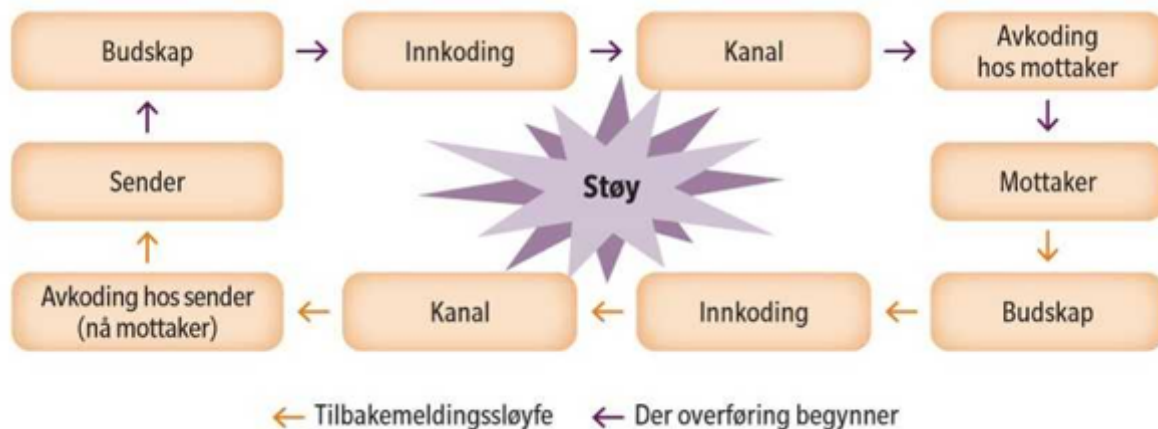 Budskap
Innkoding
Kanal
Avkoding
hos mottaker
Sender
Støy
Mottaker
Avkoding hos sender
(nå mottaker)
Kanal
Innkoding
Budskap
Tilbakemeldingssløyfe
Der overføring begynner